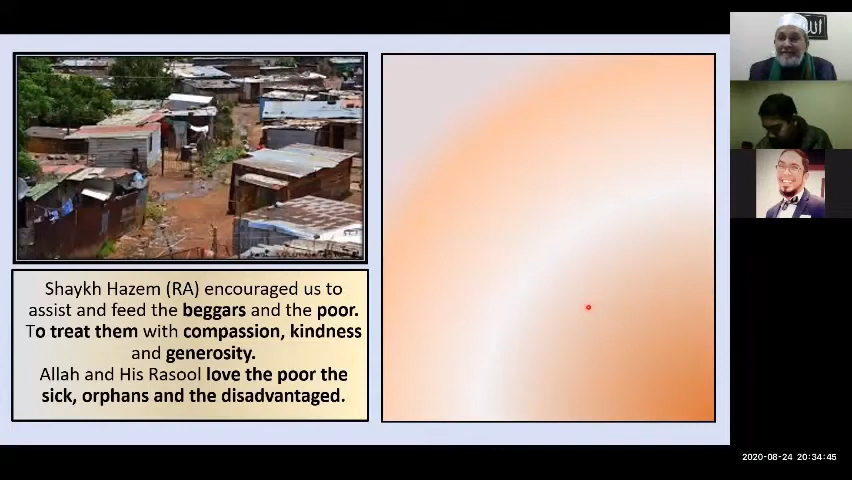 Shaykh Hazem (RA) encouraged us to
assist and feed the beggars and the poor.
To treat them with compassion, kindness
and generosity.
Allah and His Rasool love the poor the
sick, orphans and the disadvantaged.
الله
2020-08-24 20:34:45